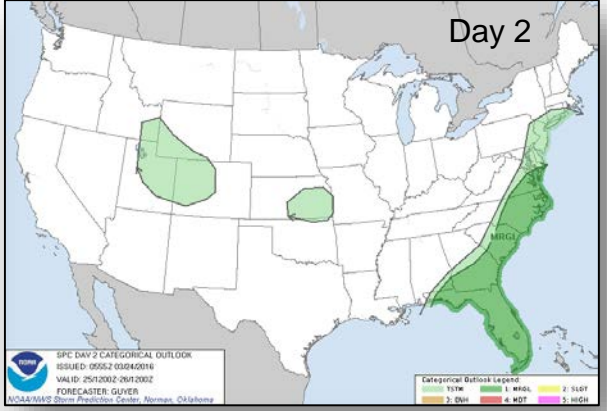 Day 2
MRGL
NOAA
SPC DAY 2 CATEGORICAL OUTLOOK
ISSUED: 0555Z 03/24/2016
VALID: 25/1200Z-26/1200Z
FORECASTER: GUYER
NOAA/NWS Storm Prediction Center, Norman, Oklahoma
Categorical Outlook Legend:
TSTM 1: MRGL 2: SLGT
3: ENH 4: MDT 5: HIGH